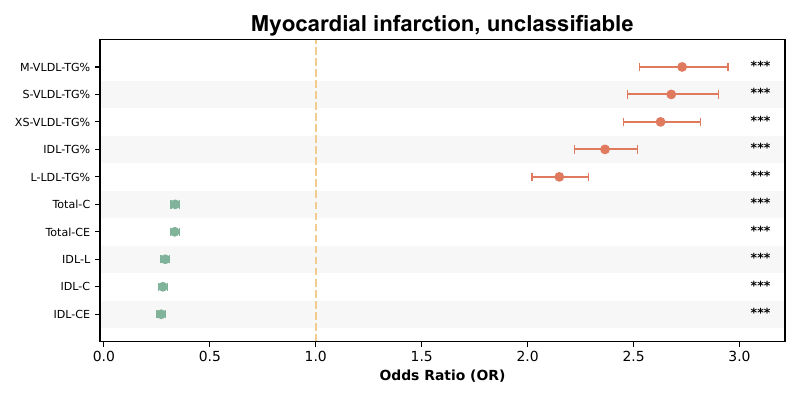 Myocardial infarction, unclassifiable
M-VLDL-TG% ***
S-VLDL-TG% ***
XS-VLDL-TG% ***
IDL-TG% ***
L-LDL-TG% ***
Total-C ***
Total-CE ***
IDL-L ***
IDL-C ***
IDL-CE ***
0.0 0.5 1.0 1.5 2.0 2.5 3.0
Odds Ratio (OR)